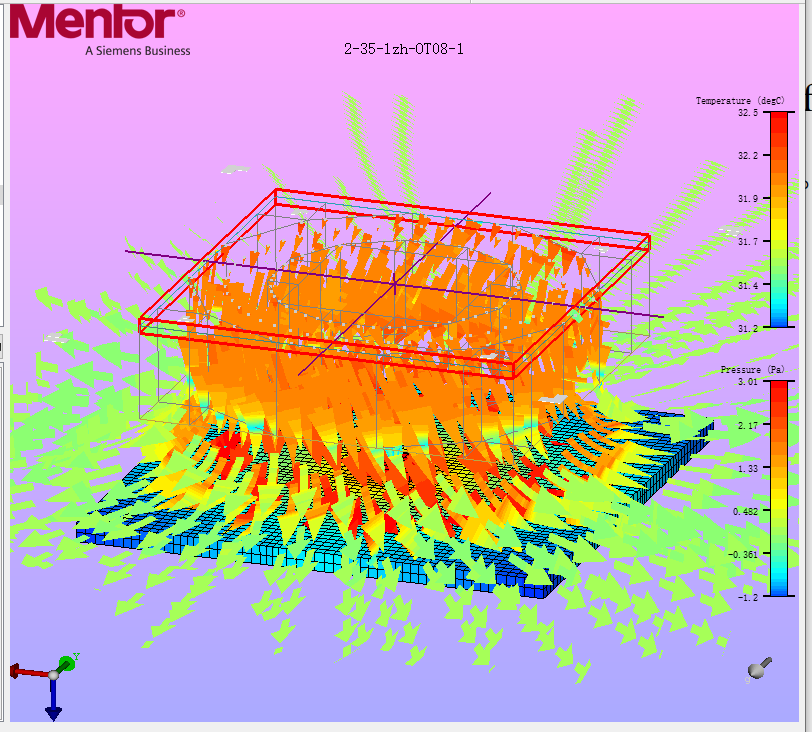 Mentor®
A Siemens Business
2-35-1zh-OT08-1
Temperature (degC)
32.5
32.2
31.9
31.7
31.4
31.2
Pressure (Pa)
3.01
2.17
1.33
0.482
-0.361
-1.2
Y